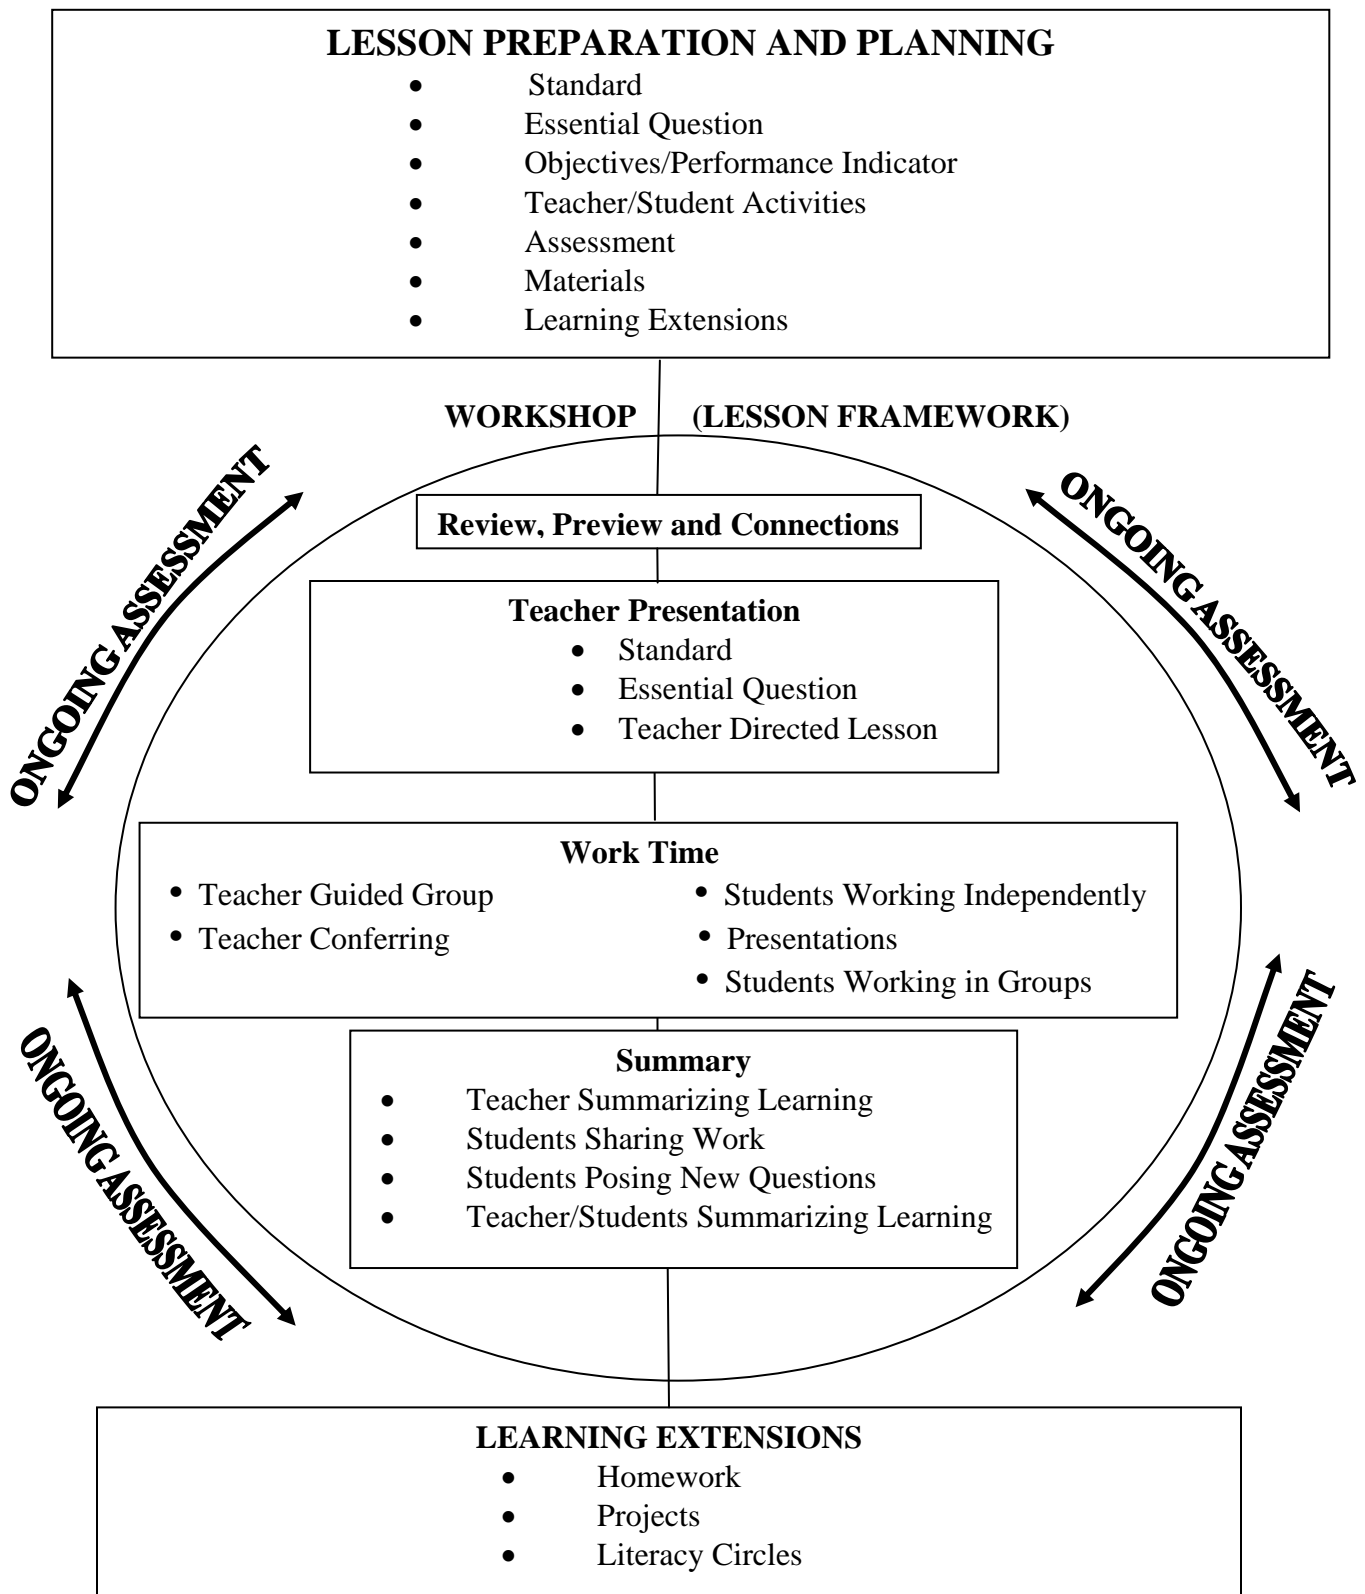 LESSON PREPARATION AND PLANNING
• Standard
• Essential Question
• Objectives/Performance Indicator
• Teacher/Student Activities
• Assessment
• Materials
• Learning Extensions
WORKSHOP (LESSON FRAMEWORK)
ONGOING ASSESSMENT
ONGOING ASSESSMENT
Review, Preview and Connections
Teacher Presentation
• Standard
• Essential Question
• Teacher Directed Lesson
Work Time
• Teacher Guided Group
• Teacher Conferring
• Students Working Independently
• Presentations
• Students Working in Groups
ONGOING ASSESSMENT
ONGOING ASSESSMENT
Summary
• Teacher Summarizing Learning
• Students Sharing Work
• Students Posing New Questions
• Teacher/Students Summarizing Learning
LEARNING EXTENSIONS
• Homework
• Projects
• Literacy Circles